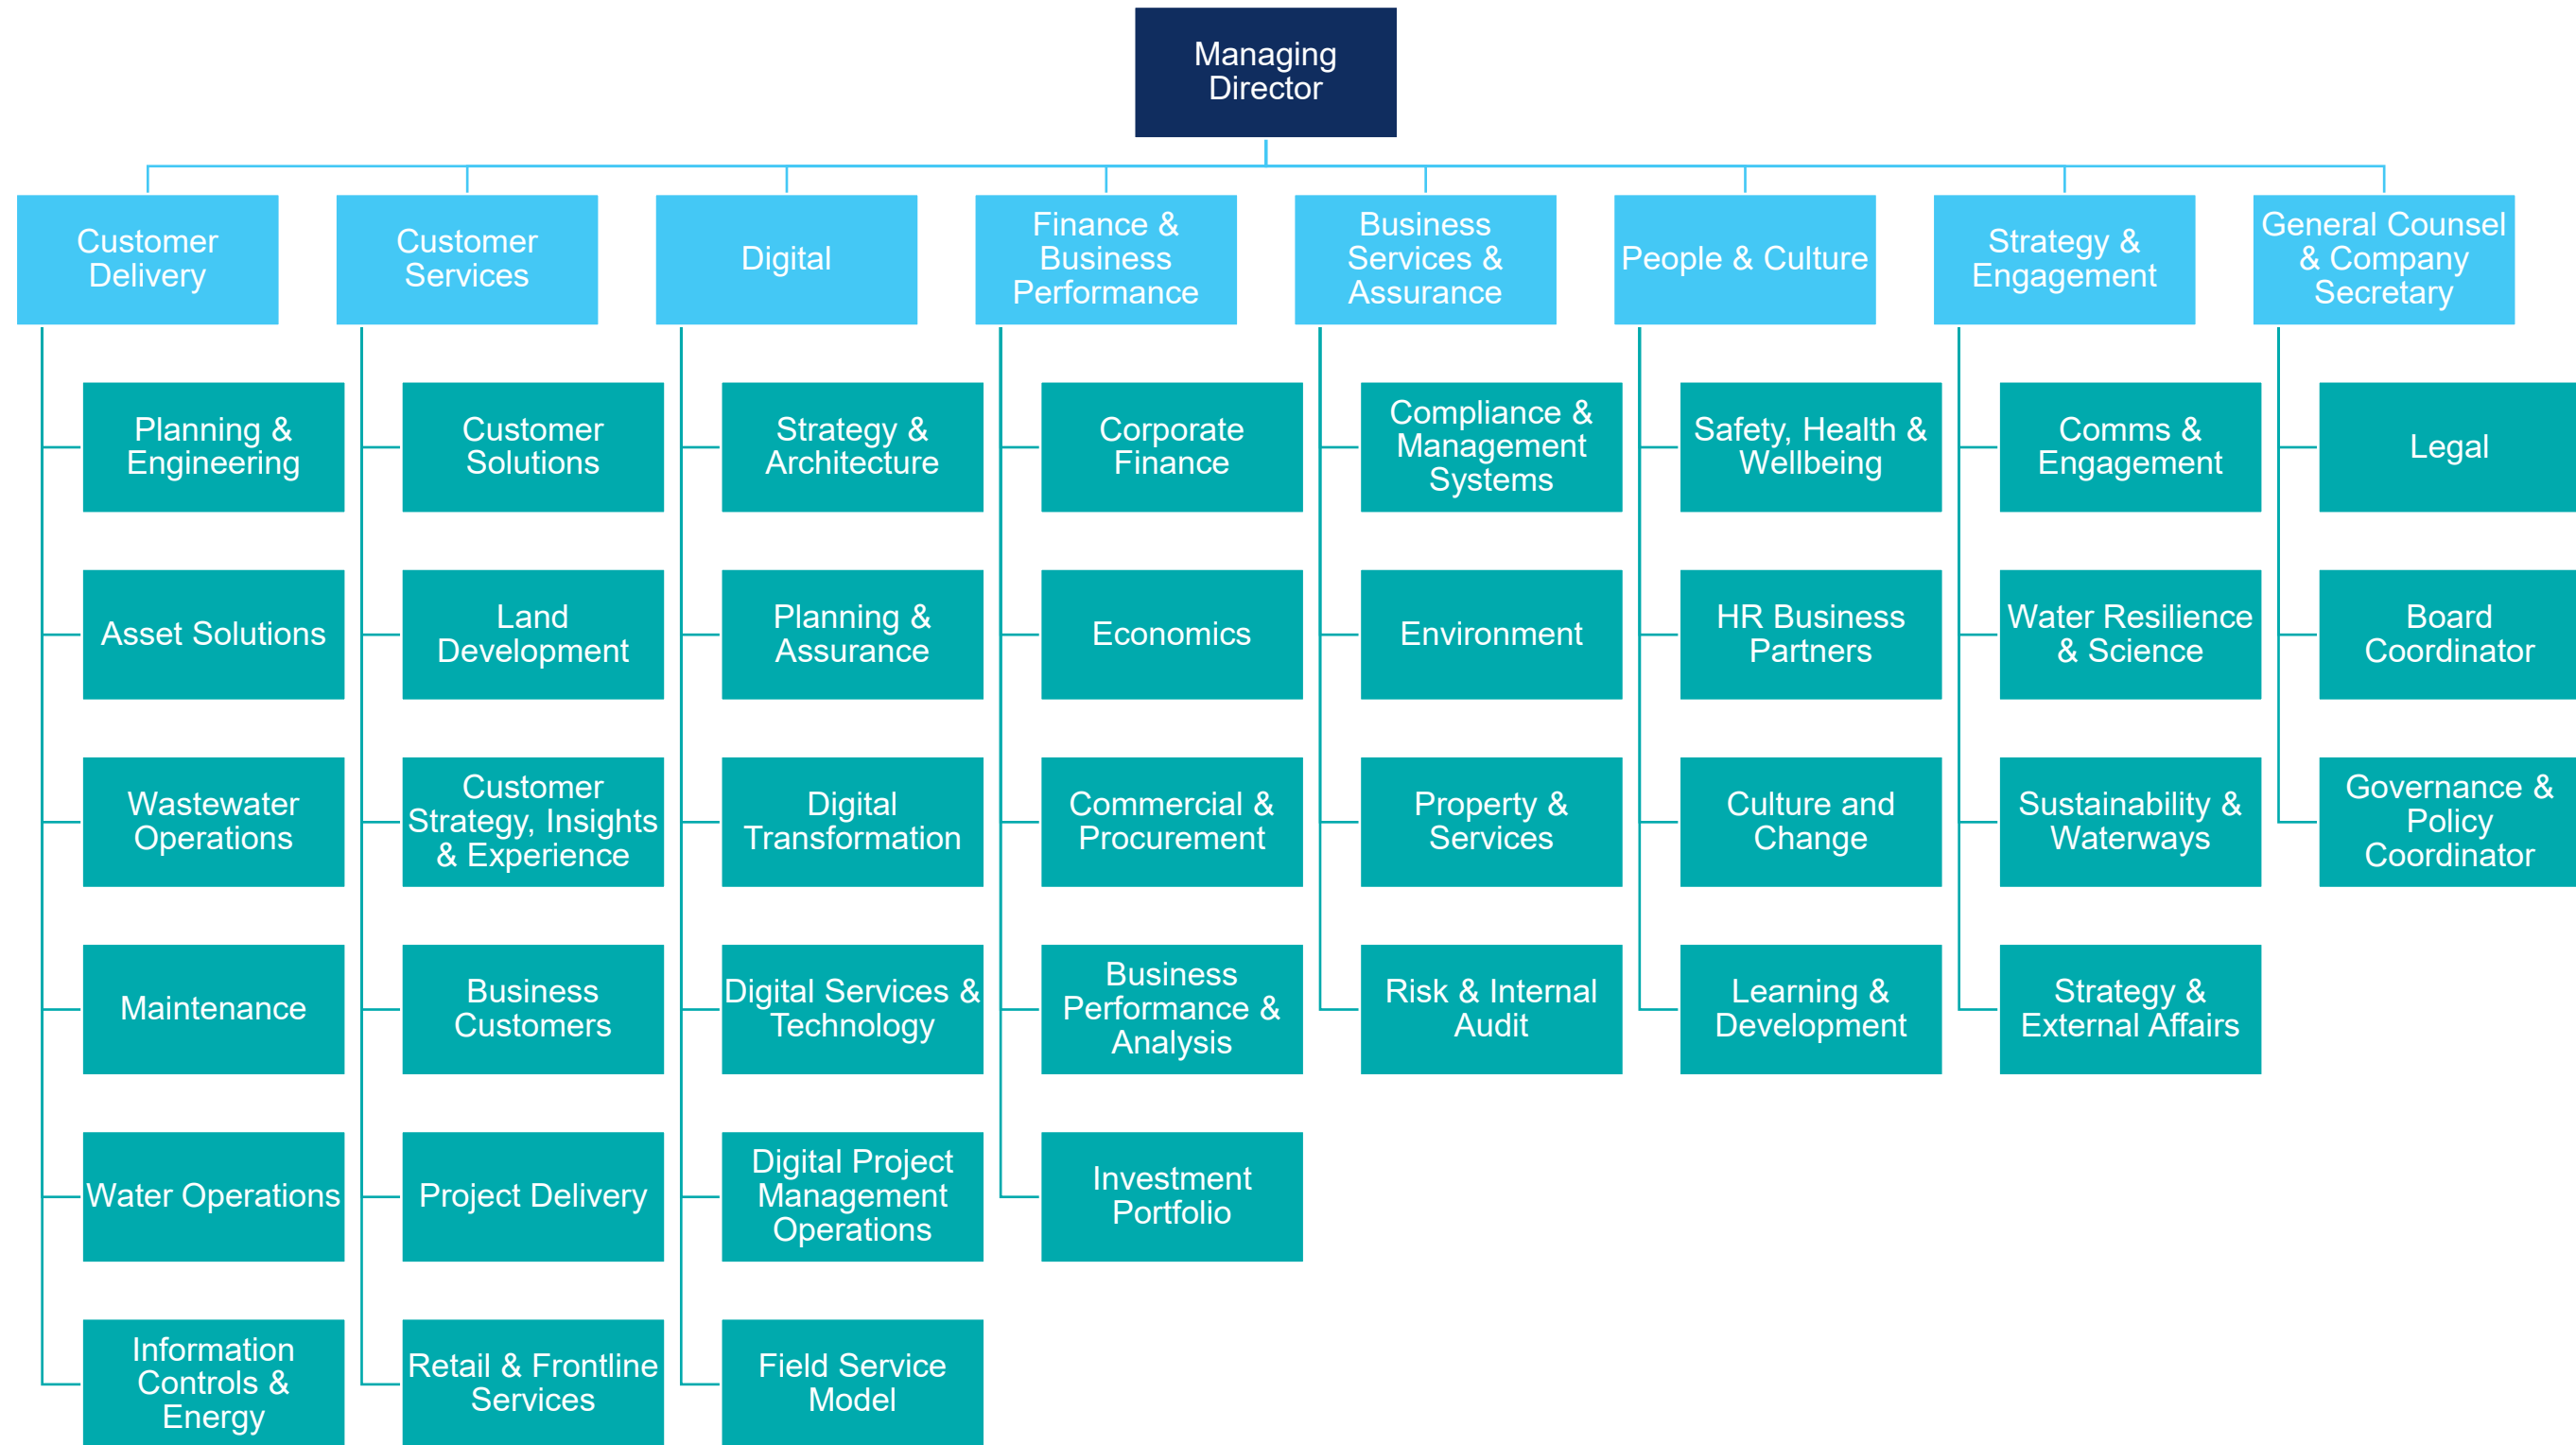 Managing
Director
Customer
Delivery
Customer
Services
Digital
Finance &
Business
Performance
Business
Services &
Assurance
People & Culture
Strategy &
Engagement
General Counsel
& Company
Secretary
Planning &
Engineering
Customer
Solutions
Strategy &
Architecture
Corporate
Finance
Compliance &
Management
Systems
Safety, Health &
Wellbeing
Comms &
Engagement
Legal
Asset Solutions
Land
Development
Planning &
Assurance
Economics
Environment
HR Business
Partners
Water Resilience
& Science
Board
Coordinator
Wastewater
Operations
Customer
Strategy, Insights
& Experience
Digital
Transformation
Commercial &
Procurement
Property &
Services
Culture and
Change
Sustainability &
Waterways
Governance &
Policy
Coordinator
Maintenance
Business
Customers
Digital Services &
Technology
Business
Performance &
Analysis
Risk & Internal
Audit
Learning &
Development
Strategy &
External Affairs
Water Operations
Project Delivery
Digital Project
Management
Operations
Investment
Portfolio
Information
Controls &
Energy
Retail & Frontline
Services
Field Service
Model